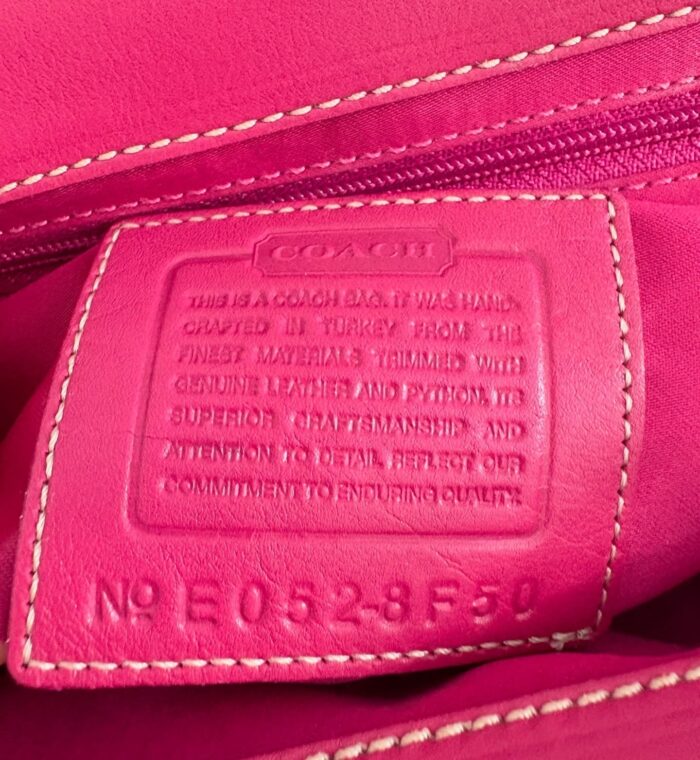 COACH
THIS IS A COACH BAG. IT WAS HAND-
CRAFTED IN TURKEY FROM THE
FINEST MATERIALS TRIMMED WITH
GENUINE LEATHER AND PYTHON. ITS
SUPERIOR CRAFTSMANSHIP AND
ATTENTION TO DETAIL, REFLECT OUR
COMMITMENT TO ENDURING QUALITY.
Nº E052-8F50